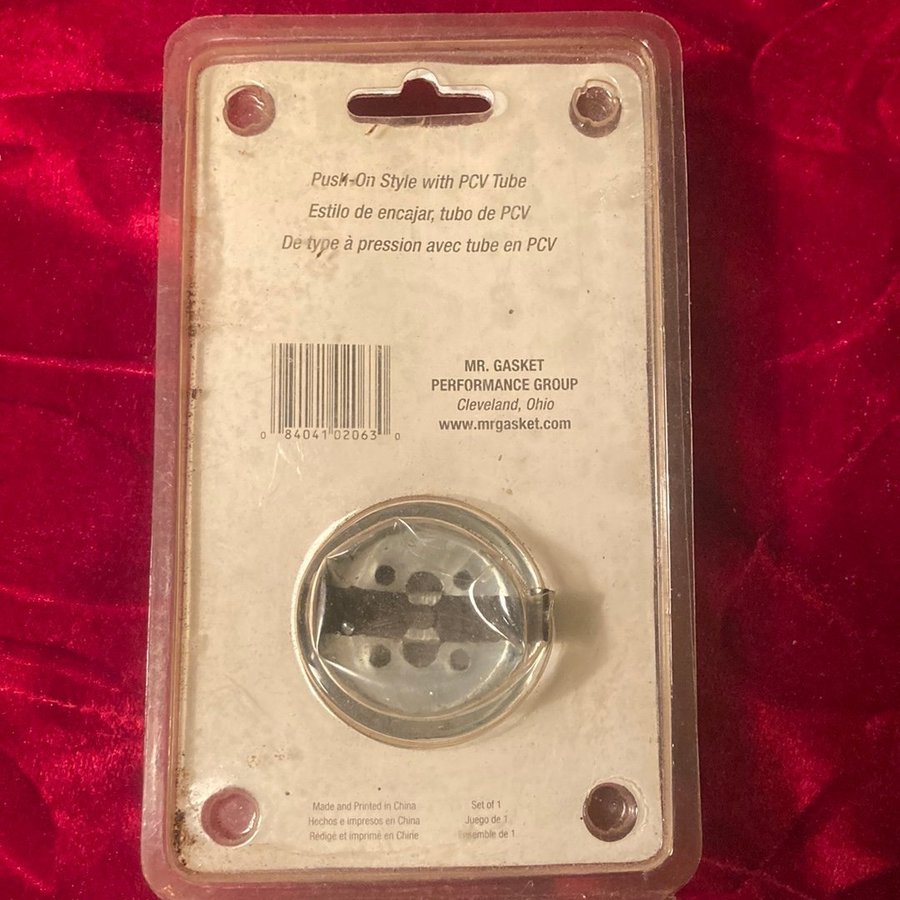 Push-On Style with PCV Tube
Estilo de encajar, tubo de PCV
De type à pression avec tube en PCV
MR. GASKET
PERFORMANCE GROUP
Cleveland, Ohio
www.mrgasket.com
0 84041 02063 0
Made and Printed in China
Hechos e impresos en China
Rédigé et imprimé en Chine
Set of 1
Juego de 1
Ensemble de 1